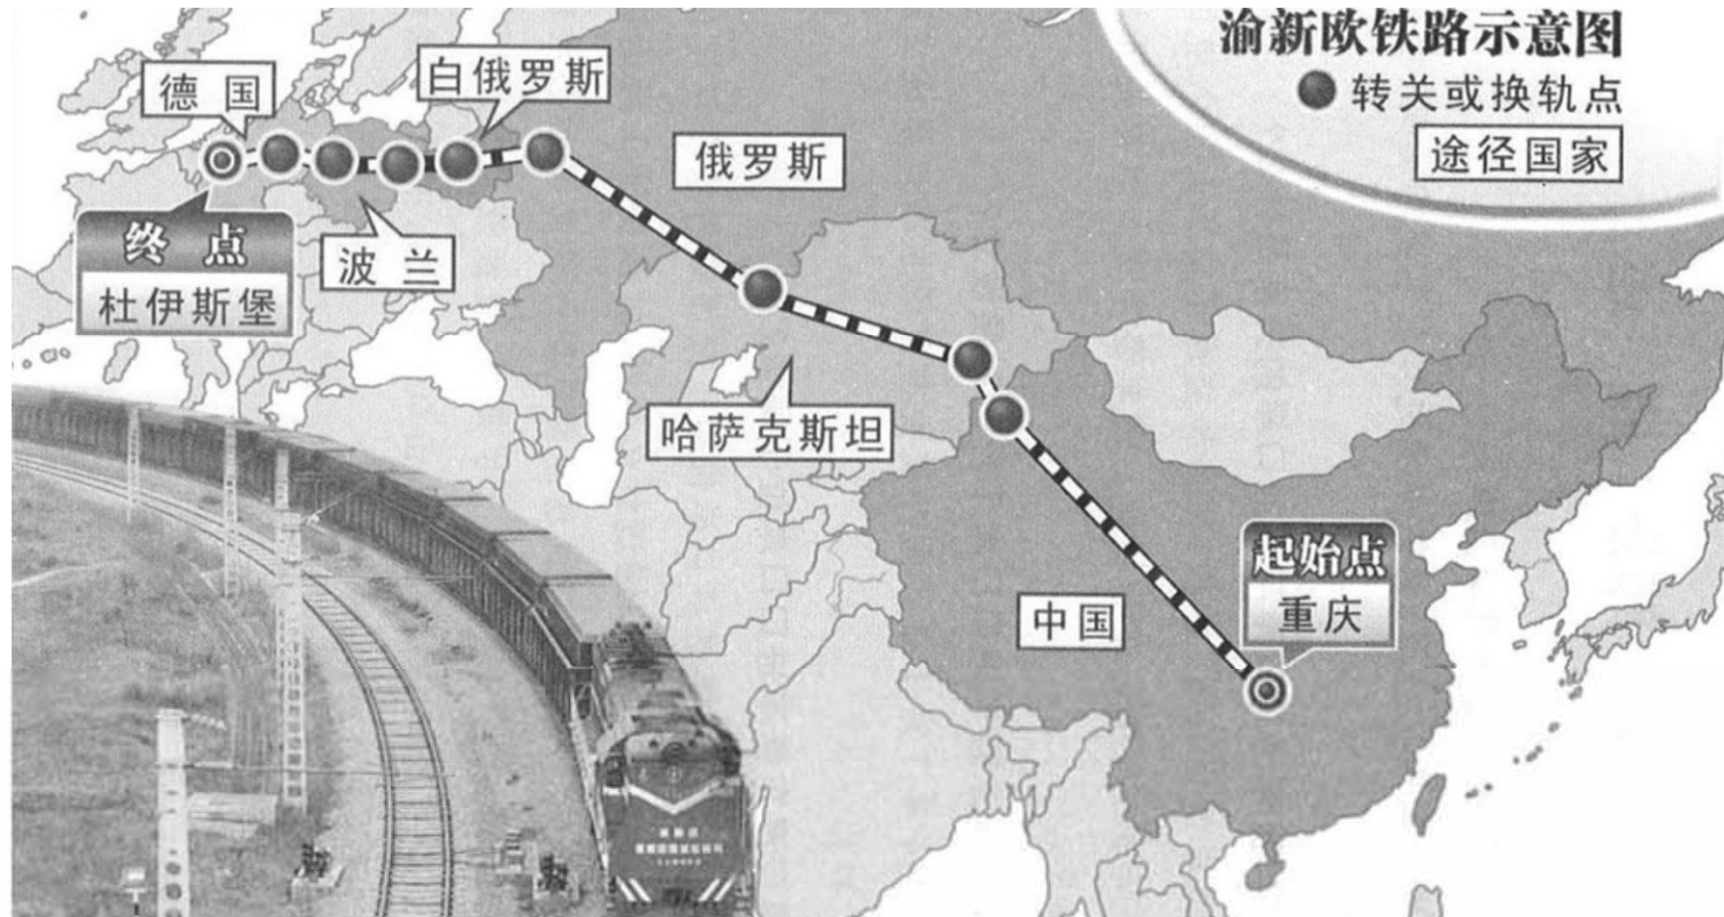 渝新欧铁路示意图
转关或换轨点
途径国家
德国
白俄罗斯
俄罗斯
终点
杜伊斯堡
波兰
哈萨克斯坦
中国
起始点
重庆